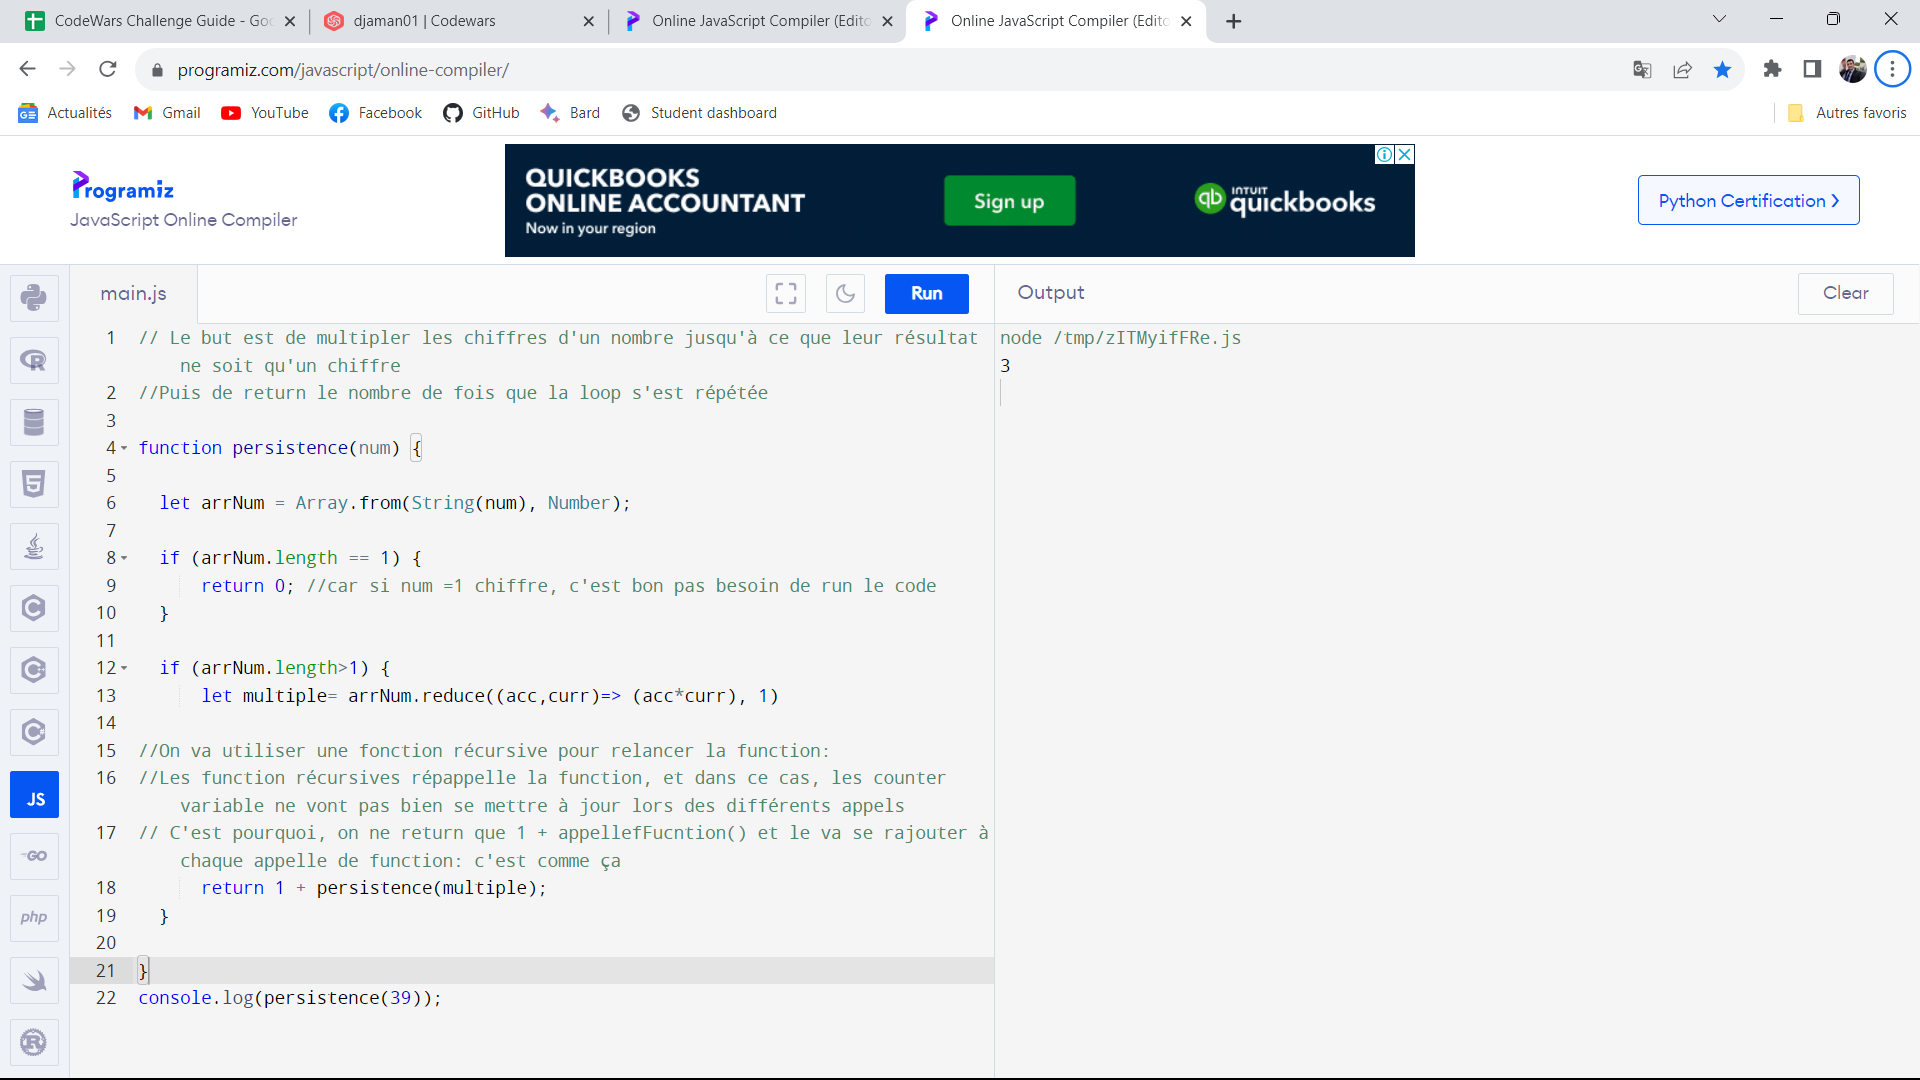 CodeWars Challenge Guide - Goo
djaman01 | Codewars
Online JavaScript Compiler (Edito
Online JavaScript Compiler (Edito
programiz.com/javascript/online-compiler/
Actualités
Gmail
YouTube
Facebook
GitHub
Bard
Student dashboard
Autres favoris
Programiz
JavaScript Online Compiler
QUICKBOOKS
ONLINE ACCOUNTANT
Now in your region
Sign up
qb INTUIT quickbooks
Python Certification >
main.js
Run
Output
Clear
1 // Le but est de multipler les chiffres d'un nombre jusqu'à ce que leur résultat
ne soit qu'un chiffre
2 //Puis de return le nombre de fois que la loop s'est répétée
3
4 function persistence(num) {
5
6 let arrNum = Array.from(String(num), Number);
7
8 if (arrNum.length == 1) {
9 return 0; //car si num =1 chiffre, c'est bon pas besoin de run le code
10 }
11
12 if (arrNum.length>1) {
13 let multiple= arrNum.reduce((acc,curr)=> (acc*curr), 1)
14
15 //On va utiliser une fonction récursive pour relancer la function:
16 //Les function récursives répappelle la function, et dans ce cas, les counter
variable ne vont pas bien se mettre à jour lors des différents appels
17 // C'est pourquoi, on ne return que 1 + appellefFucntion() et le va se rajouter à
chaque appelle de function: c'est comme ça
18 return 1 + persistence(multiple);
19 }
20
21 }
22 console.log(persistence(39));
node /tmp/zITMyifFRe.js
3
R
5
C
C
C
JS
GO
php
R